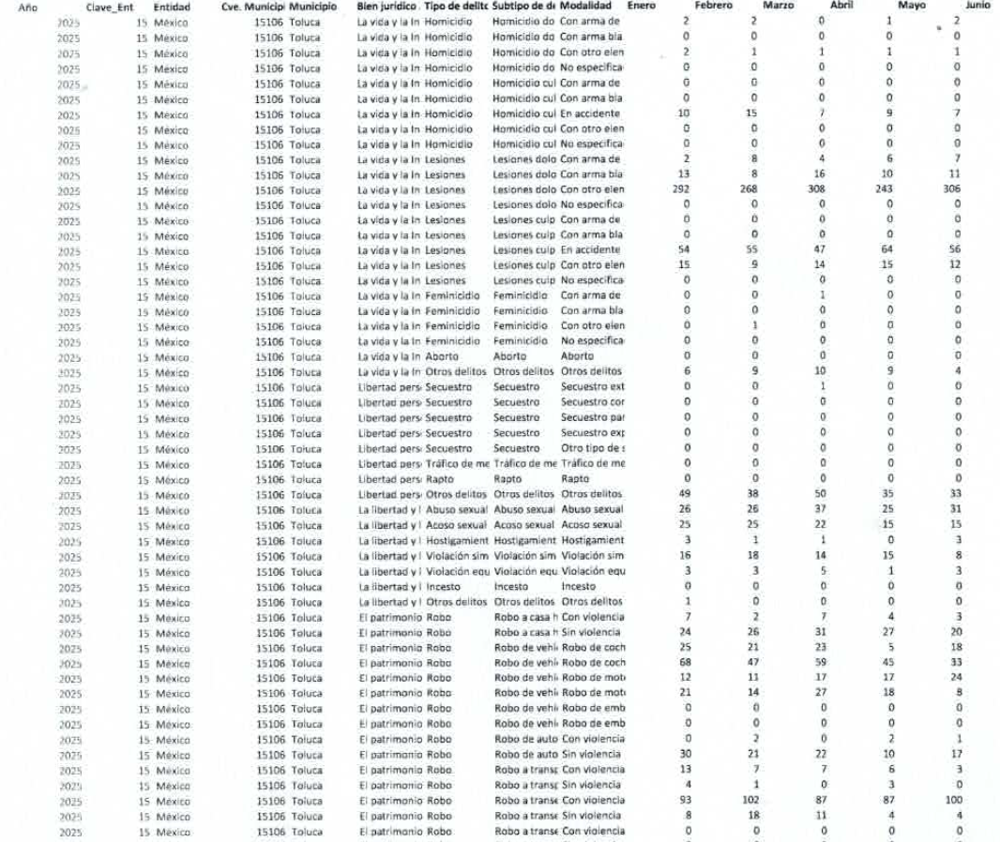 Año Clave_Ent Entidad Cve. Municipi Municipio Bien jurídico Tipo de delito Subtipo de de Modalidad Enero Febrero Marzo Abril Mayo Junio
2025 15 México 15106 Toluca La vida y la In Homicidio Homicidio do Con arma de 2 2 0 1 2
2025 15 México 15106 Toluca La vida y la In Homicidio Homicidio do Con arma bla 0 0 0 0 0
2025 15 México 15106 Toluca La vida y la In Homicidio Homicidio do Con otro elen 2 1 1 1 1
2025 15 México 15106 Toluca La vida y la In Homicidio Homicidio do No especifica 0 0 0 0 0
2025 15 México 15106 Toluca La vida y la In Homicidio Homicidio cul Con arma de 0 0 0 0 0
2025 15 México 15106 Toluca La vida y la In Homicidio Homicidio cul Con arma bla 0 0 0 0 0
2025 15 México 15106 Toluca La vida y la In Homicidio Homicidio cul En accidente 10 15 7 9 7
2025 15 México 15106 Toluca La vida y la In Homicidio Homicidio cul Con otro elen 0 0 0 0 0
2025 15 México 15106 Toluca La vida y la In Homicidio Homicidio cul No especifica 0 0 0 0 0
2025 15 México 15106 Toluca La vida y la In Lesiones Lesiones dolo Con arma de 2 8 4 6 7
2025 15 México 15106 Toluca La vida y la In Lesiones Lesiones dolo Con arma bla 13 8 16 10 11
2025 15 México 15106 Toluca La vida y la In Lesiones Lesiones dolo Con otro elen 292 268 308 243 306
2025 15 México 15106 Toluca La vida y la In Lesiones Lesiones dolo No especifica 0 0 0 0 0
2025 15 México 15106 Toluca La vida y la In Lesiones Lesiones culp Con arma de 0 0 0 0 0
2025 15 México 15106 Toluca La vida y la In Lesiones Lesiones culp Con arma bla 0 0 0 0 0
2025 15 México 15106 Toluca La vida y la In Lesiones Lesiones culp En accidente 54 55 47 64 56
2025 15 México 15106 Toluca La vida y la In Lesiones Lesiones culp Con otro elen 15 9 14 15 12
2025 15 México 15106 Toluca La vida y la In Lesiones Lesiones culp No especifica 0 0 0 0 0
2025 15 México 15106 Toluca La vida y la In Feminicidio Feminicidio Con arma de 0 0 1 0 0
2025 15 México 15106 Toluca La vida y la In Feminicidio Feminicidio Con arma bla 0 0 0 0 0
2025 15 México 15106 Toluca La vida y la In Feminicidio Feminicidio Con otro elen 0 1 0 0 0
2025 15 México 15106 Toluca La vida y la In Feminicidio Feminicidio No especifica 0 0 0 0 0
2025 15 México 15106 Toluca La vida y la In Aborto Aborto Aborto 0 0 0 0 0
2025 15 México 15106 Toluca La vida y la In Otros delitos Otros delitos Otros delitos 6 9 10 9 4
2025 15 México 15106 Toluca Libertad pers Secuestro Secuestro Secuestro ext 0 0 1 0 0
2025 15 México 15106 Toluca Libertad pers Secuestro Secuestro Secuestro cor 0 0 0 0 0
2025 15 México 15106 Toluca Libertad pers Secuestro Secuestro Secuestro par 0 0 0 0 0
2025 15 México 15106 Toluca Libertad pers Secuestro Secuestro Secuestro exp 0 0 0 0 0
2025 15 México 15106 Toluca Libertad pers Secuestro Secuestro Otro tipo de s 0 0 0 0 0
2025 15 México 15106 Toluca Libertad pers Tráfico de me Tráfico de me Tráfico de me 0 0 0 0 0
2025 15 México 15106 Toluca Libertad pers Rapto Rapto Rapto 0 0 0 0 0
2025 15 México 15106 Toluca Libertad pers Otros delitos Otros delitos Otros delitos 49 38 50 35 33
2025 15 México 15106 Toluca La libertad y l Abuso sexual Abuso sexual Abuso sexual 26 26 37 25 31
2025 15 México 15106 Toluca La libertad y l Acoso sexual Acoso sexual Acoso sexual 25 25 22 15 15
2025 15 México 15106 Toluca La libertad y l Hostigamient Hostigamient Hostigamient 3 1 1 0 3
2025 15 México 15106 Toluca La libertad y l Violación sim Violación sim Violación sim 16 18 14 15 8
2025 15 México 15106 Toluca La libertad y l Violación equ Violación equ Violación equ 3 3 5 1 3
2025 15 México 15106 Toluca La libertad y l Incesto Incesto Incesto 0 0 0 0 0
2025 15 México 15106 Toluca La libertad y l Otros delitos Otros delitos Otros delitos 1 0 0 0 0
2025 15 México 15106 Toluca El patrimonio Robo Robo a casa h Con violencia 7 2 7 4 3
2025 15 México 15106 Toluca El patrimonio Robo Robo a casa h Sin violencia 24 26 31 27 20
2025 15 México 15106 Toluca El patrimonio Robo Robo de vehí Robo de coch 25 21 23 5 18
2025 15 México 15106 Toluca El patrimonio Robo Robo de vehí Robo de coch 68 47 59 45 33
2025 15 México 15106 Toluca El patrimonio Robo Robo de vehí Robo de mot 12 11 17 17 24
2025 15 México 15106 Toluca El patrimonio Robo Robo de vehí Robo de mot 21 14 27 18 8
2025 15 México 15106 Toluca El patrimonio Robo Robo de vehí Robo de emb 0 0 0 0 0
2025 15 México 15106 Toluca El patrimonio Robo Robo de vehí Robo de emb 0 0 0 0 0
2025 15 México 15106 Toluca El patrimonio Robo Robo de auto Con violencia 0 2 0 2 1
2025 15 México 15106 Toluca El patrimonio Robo Robo de auto Sin violencia 30 21 22 10 17
2025 15 México 15106 Toluca El patrimonio Robo Robo a transp Con violencia 13 7 7 6 3
2025 15 México 15106 Toluca El patrimonio Robo Robo a transp Sin violencia 4 1 0 3 0
2025 15 México 15106 Toluca El patrimonio Robo Robo a transe Con violencia 93 102 87 87 100
2025 15 México 15106 Toluca El patrimonio Robo Robo a transe Sin violencia 8 18 11 4 4
2025 15 México 15106 Toluca El patrimonio Robo Robo a transe Con violencia 0 0 0 0 0